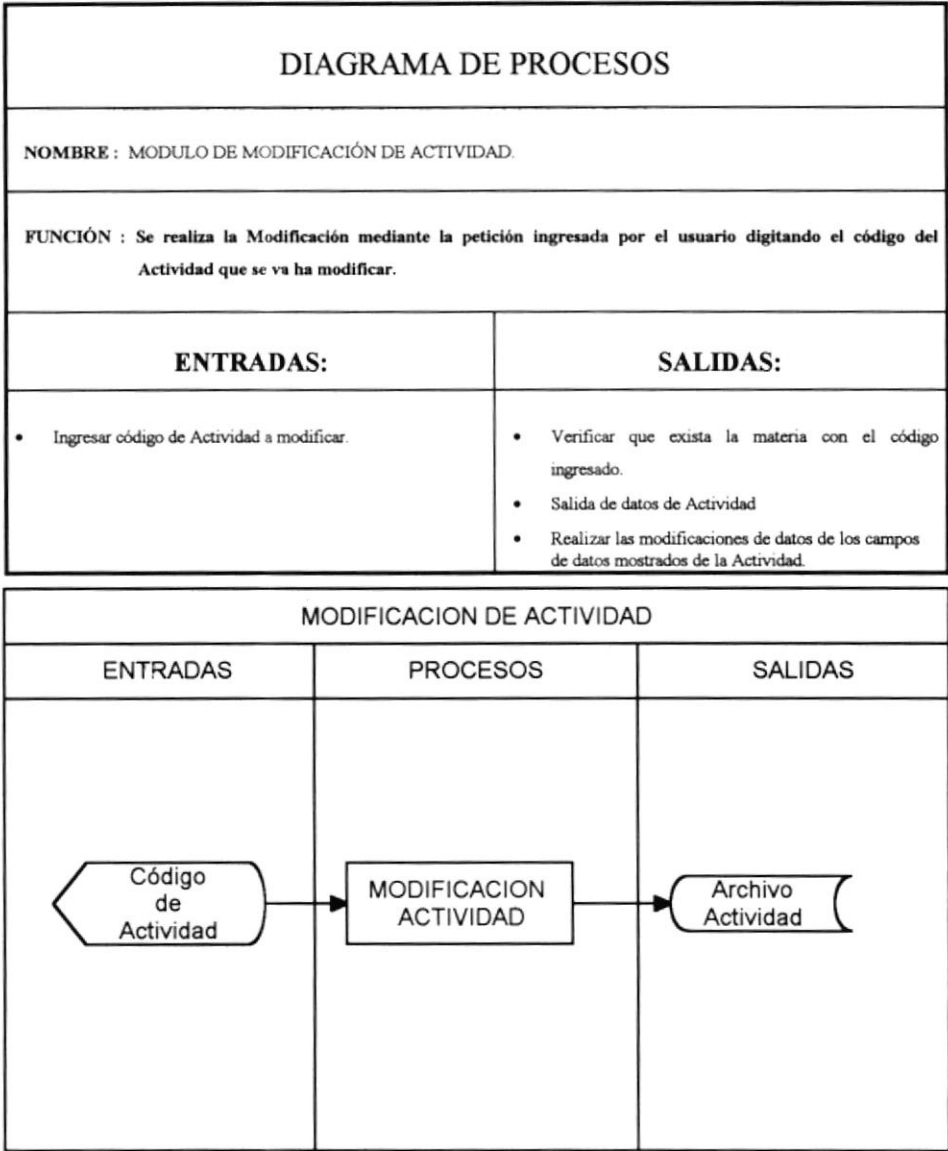 DIAGRAMA DE PROCESOS
NOMBRE : MODULO DE MODIFICACIÓN DE ACTIVIDAD.
FUNCIÓN : Se realiza la Modificación mediante la petición ingresada por el usuario digitando el código del
Actividad que se va ha modificar.
ENTRADAS:
SALIDAS:
• Ingresar código de Actividad a modificar.
• Verificar que exista la materia con el código
ingresado.
• Salida de datos de Actividad
• Realizar las modificaciones de datos de los campos
de datos mostrados de la Actividad.
MODIFICACION DE ACTIVIDAD
ENTRADAS
PROCESOS
SALIDAS
Código
de
Actividad
MODIFICACION
ACTIVIDAD
Archivo
Actividad